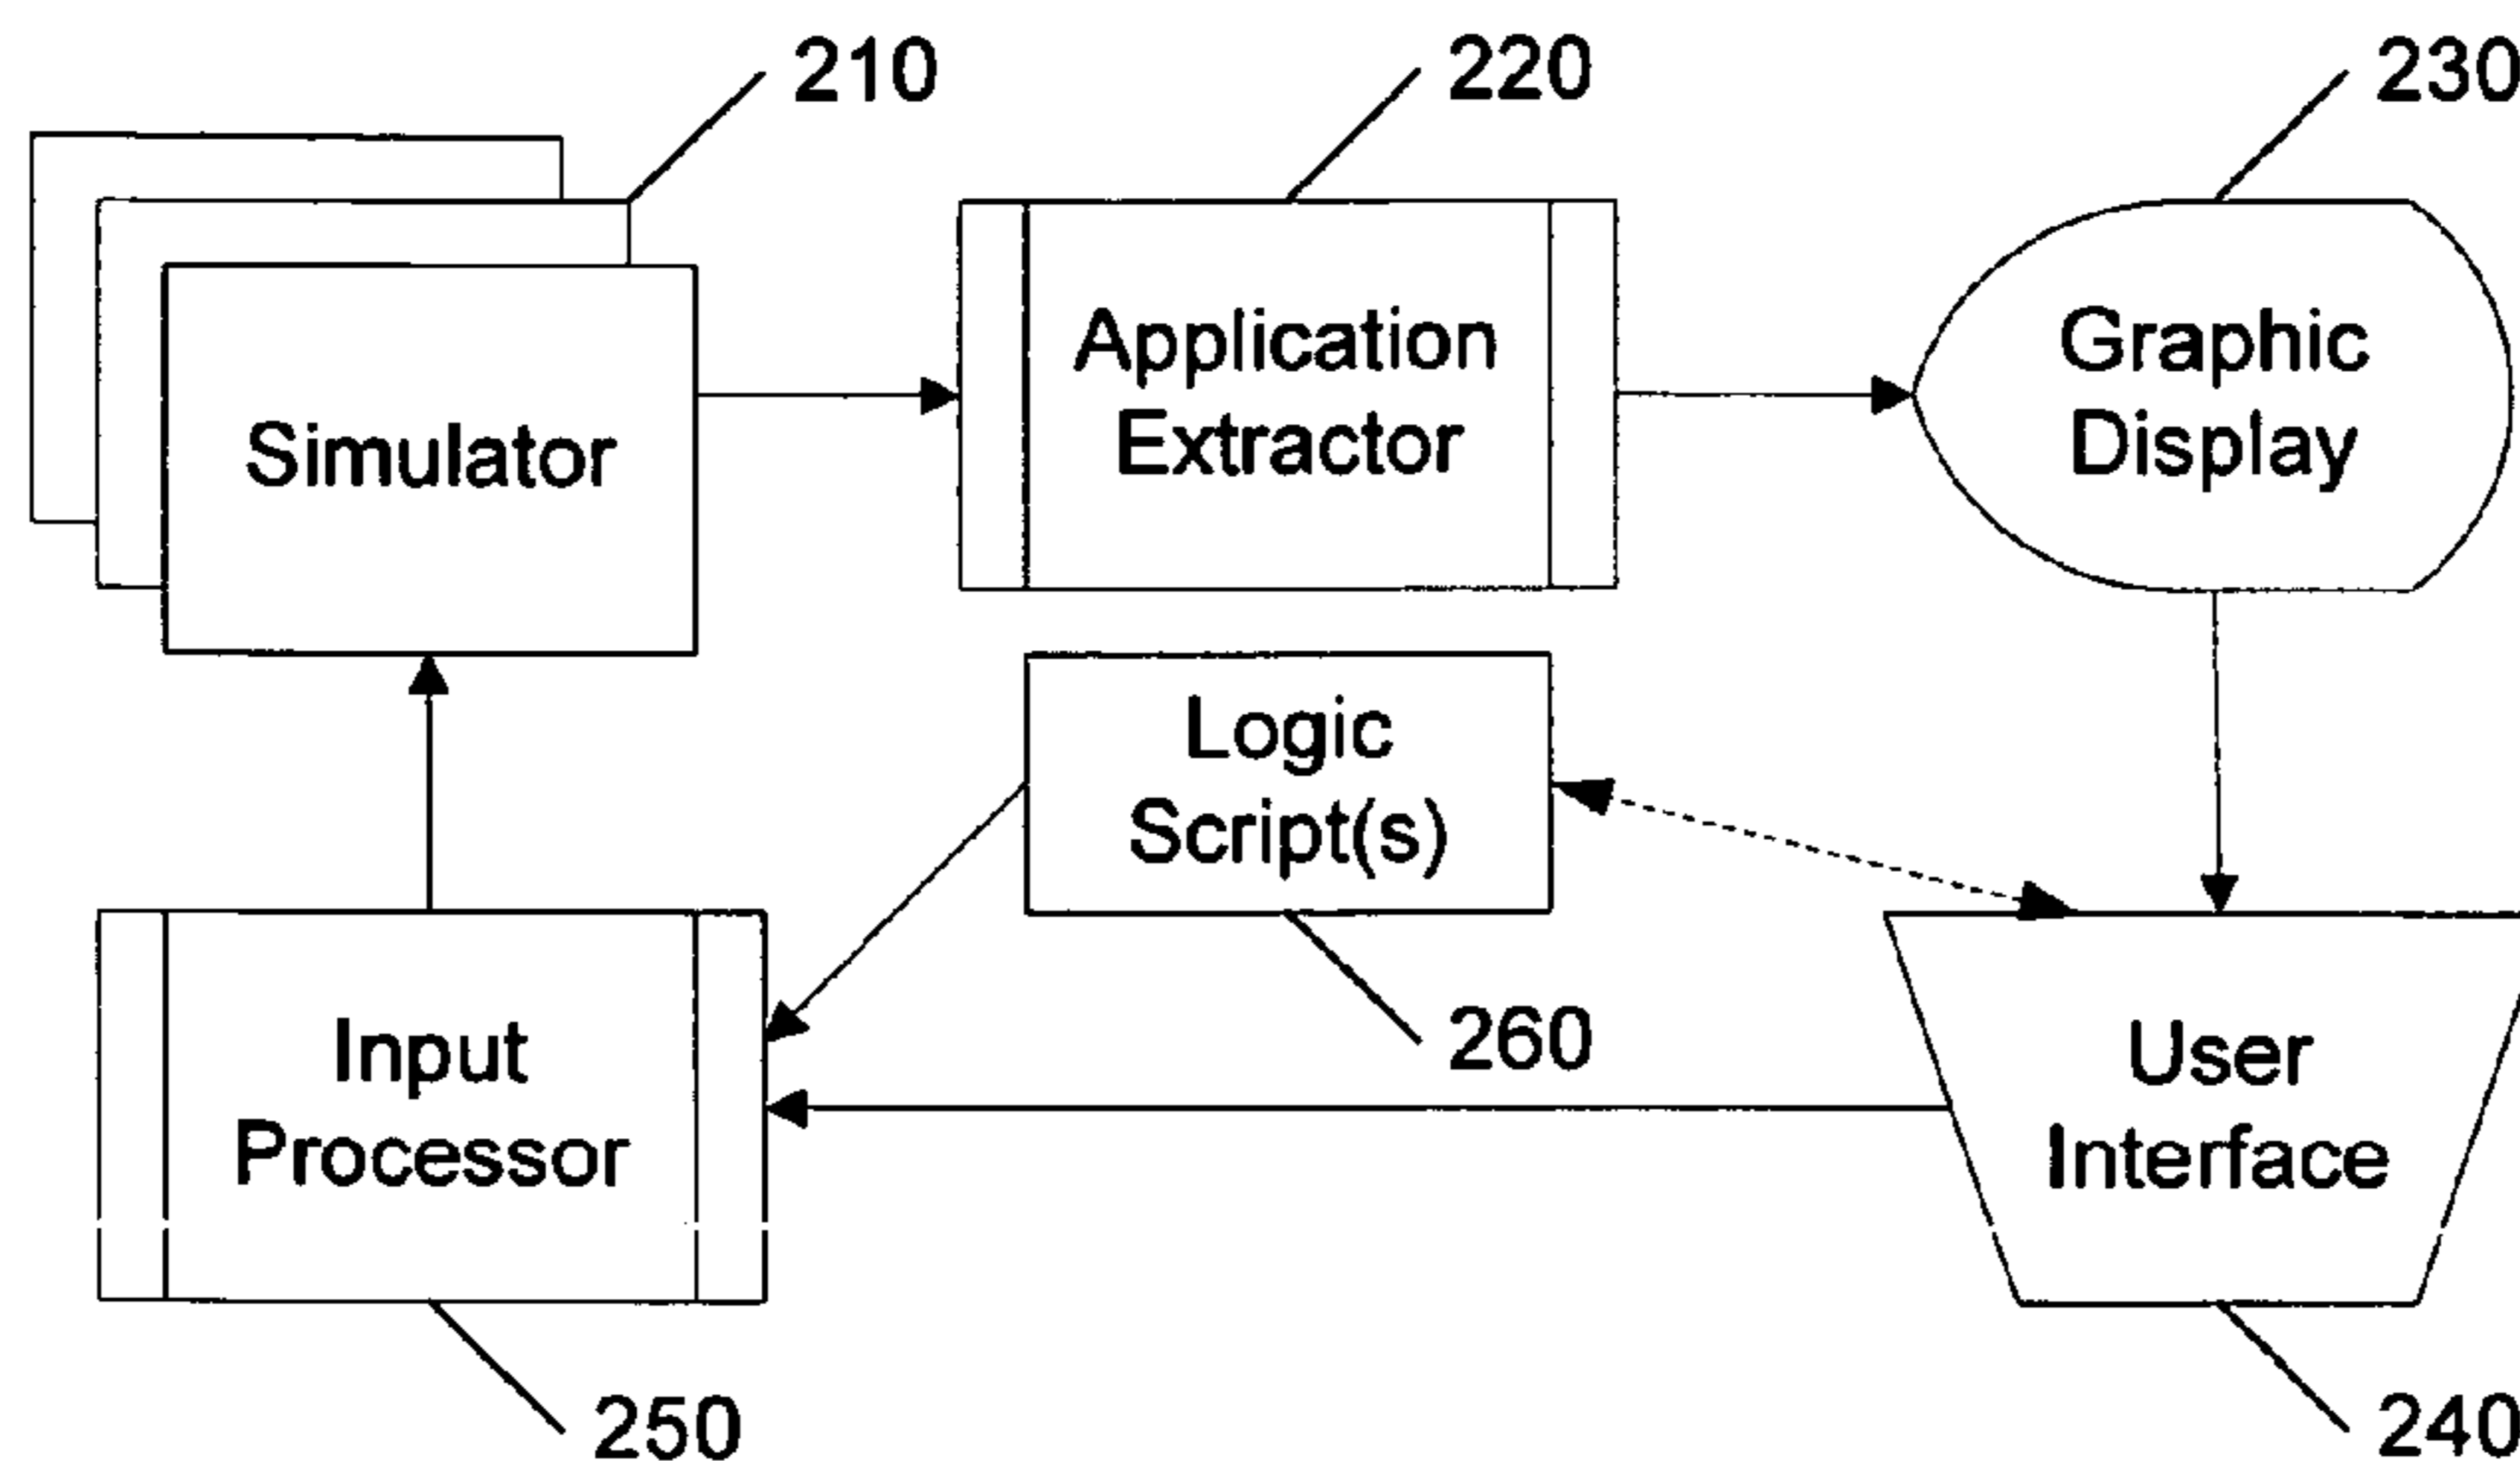 210
220
230
Simulator
Application
Extractor
Graphic
Display
Logic
Script(s)
Input
Processor
260
User
Interface
250
240